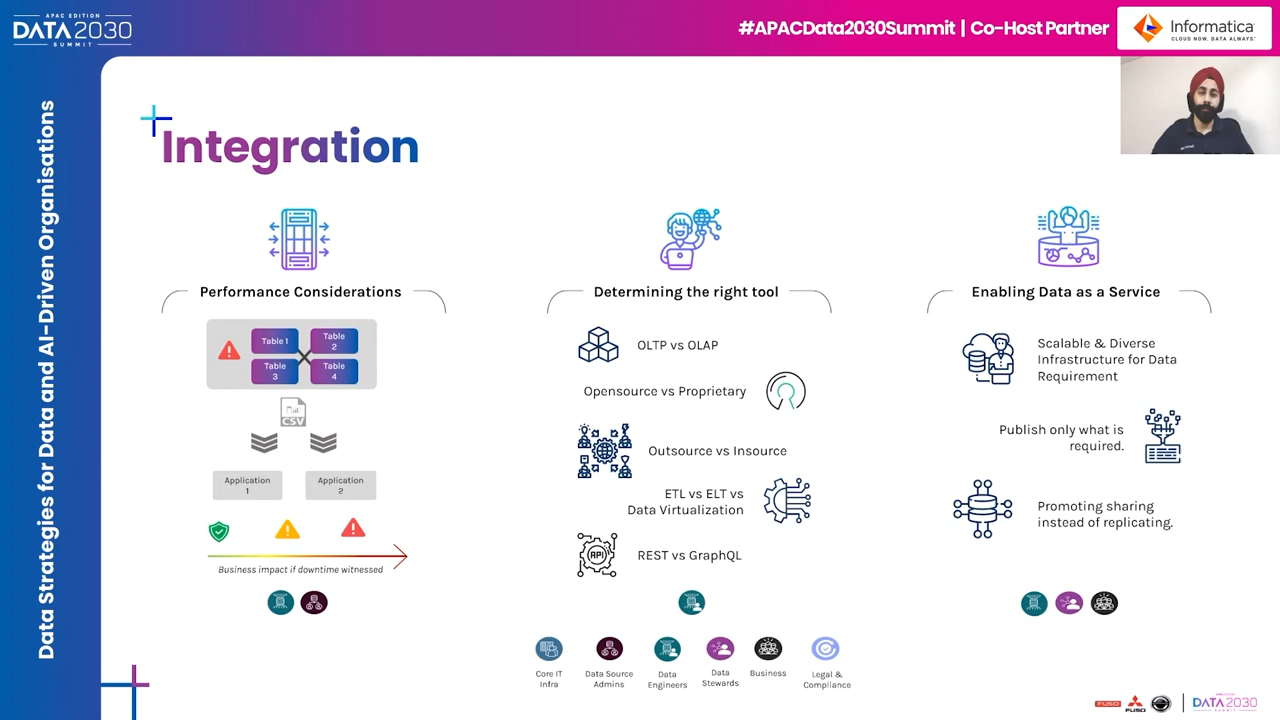 APAC EDITION
DATA 2030
SUMMIT
#APACData2030Summit | Co-Host Partner
Informatica
CLOUD NOW. DATA ALWAYS.
Data Strategies for Data and AI-Driven Organisations
Integration
Performance Considerations
Table 1
Table
2
Table
3
Table
4
CSV
Application
1
Application
2
Business impact if downtime witnessed
Determining the right tool
OLTP vs OLAP
Opensource vs Proprietary
Outsource vs Insource
ETL vs ELT vs
Data Virtualization
API
REST vs GraphQL
Enabling Data as a Service
Scalable & Diverse
Infrastructure for Data
Requirement
Publish only what is
required.
Promoting sharing
instead of replicating.
Core IT
Infra
Data Source
Admins
Data
Engineers
Data
Stewards
Business
Legal &
Compliance
FUSO
FUSO
DATA 2030
SUMMIT